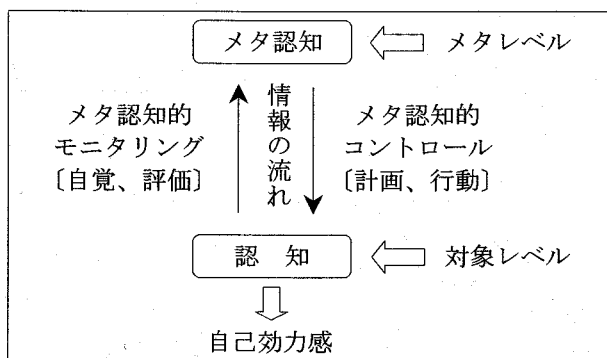 メタ認知
メタレベル
メタ認知的
モニタリング
〔自覚、評価〕
情報の流れ
メタ認知的
コントロール
〔計画、行動〕
認　知
対象レベル
自己効力感